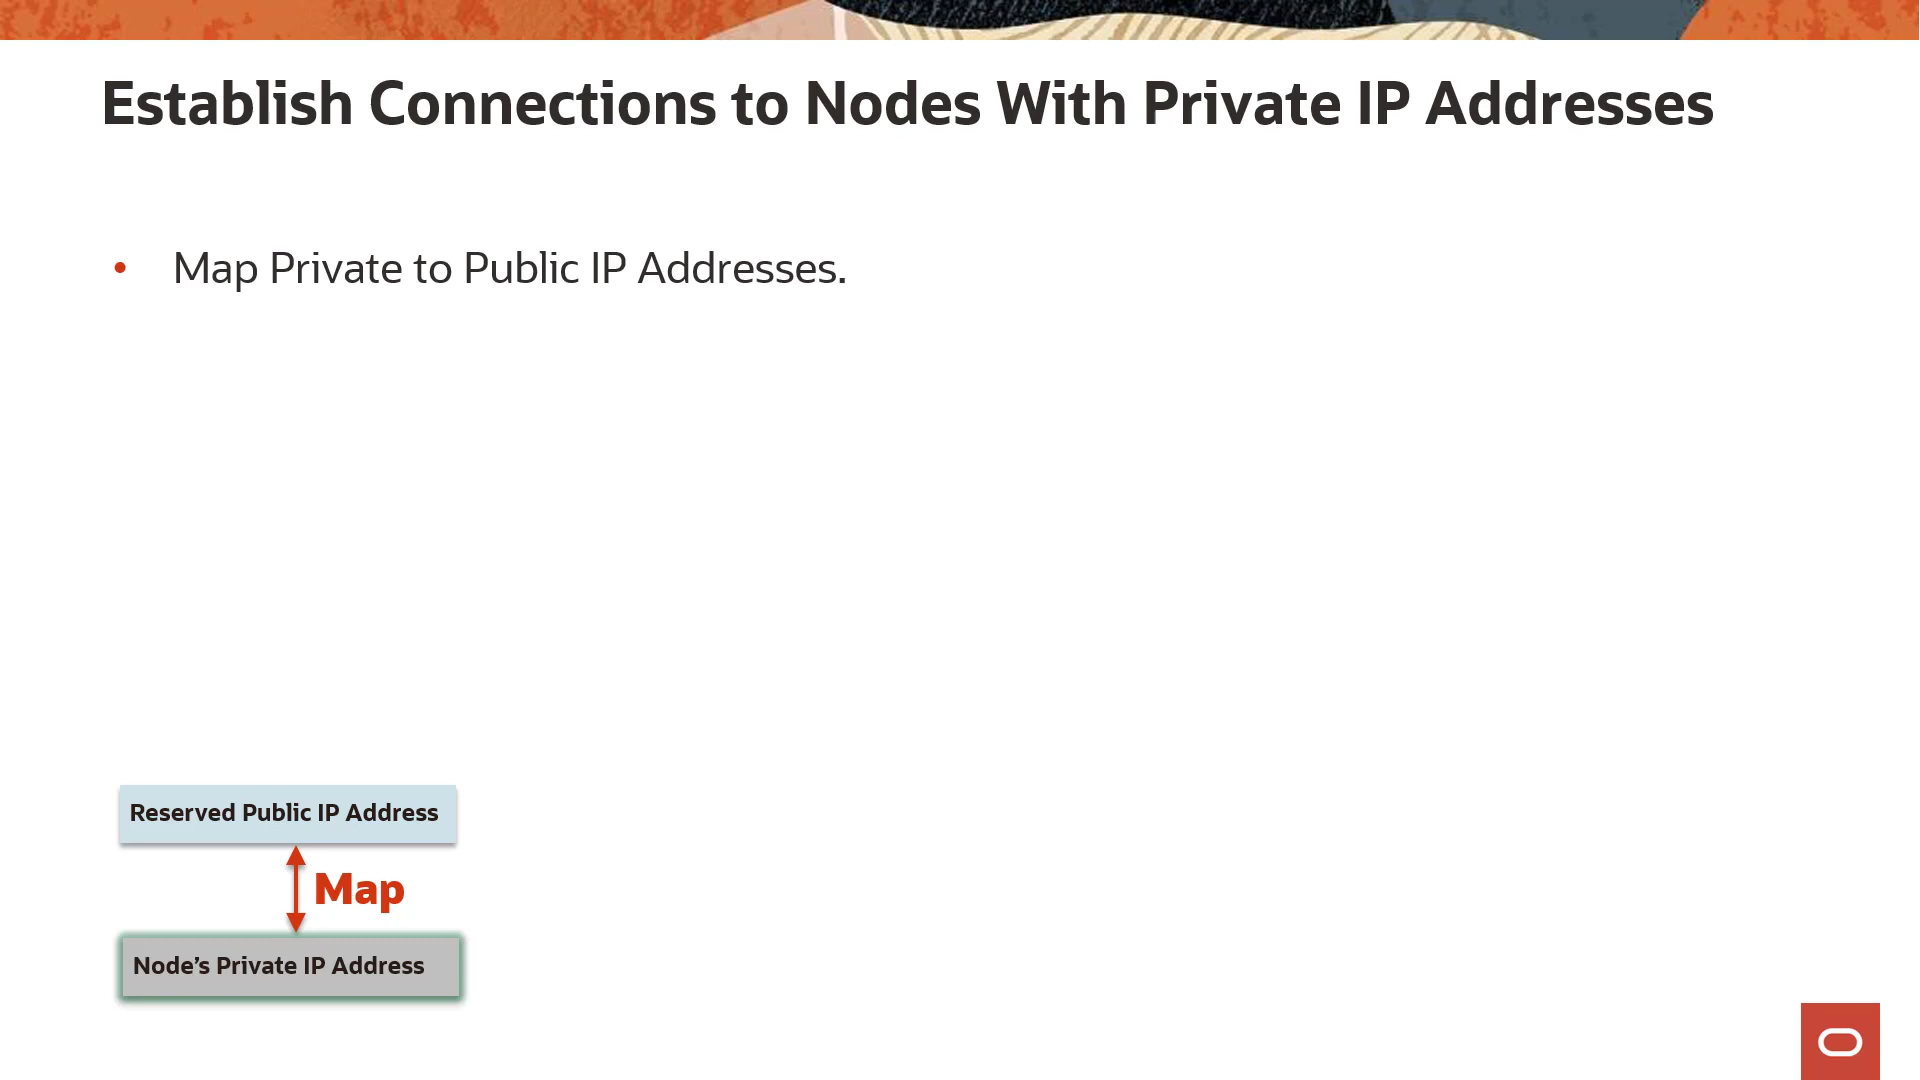 Establish Connections to Nodes With Private IP Addresses
• Map Private to Public IP Addresses.
Reserved Public IP Address
Map
Node’s Private IP Address